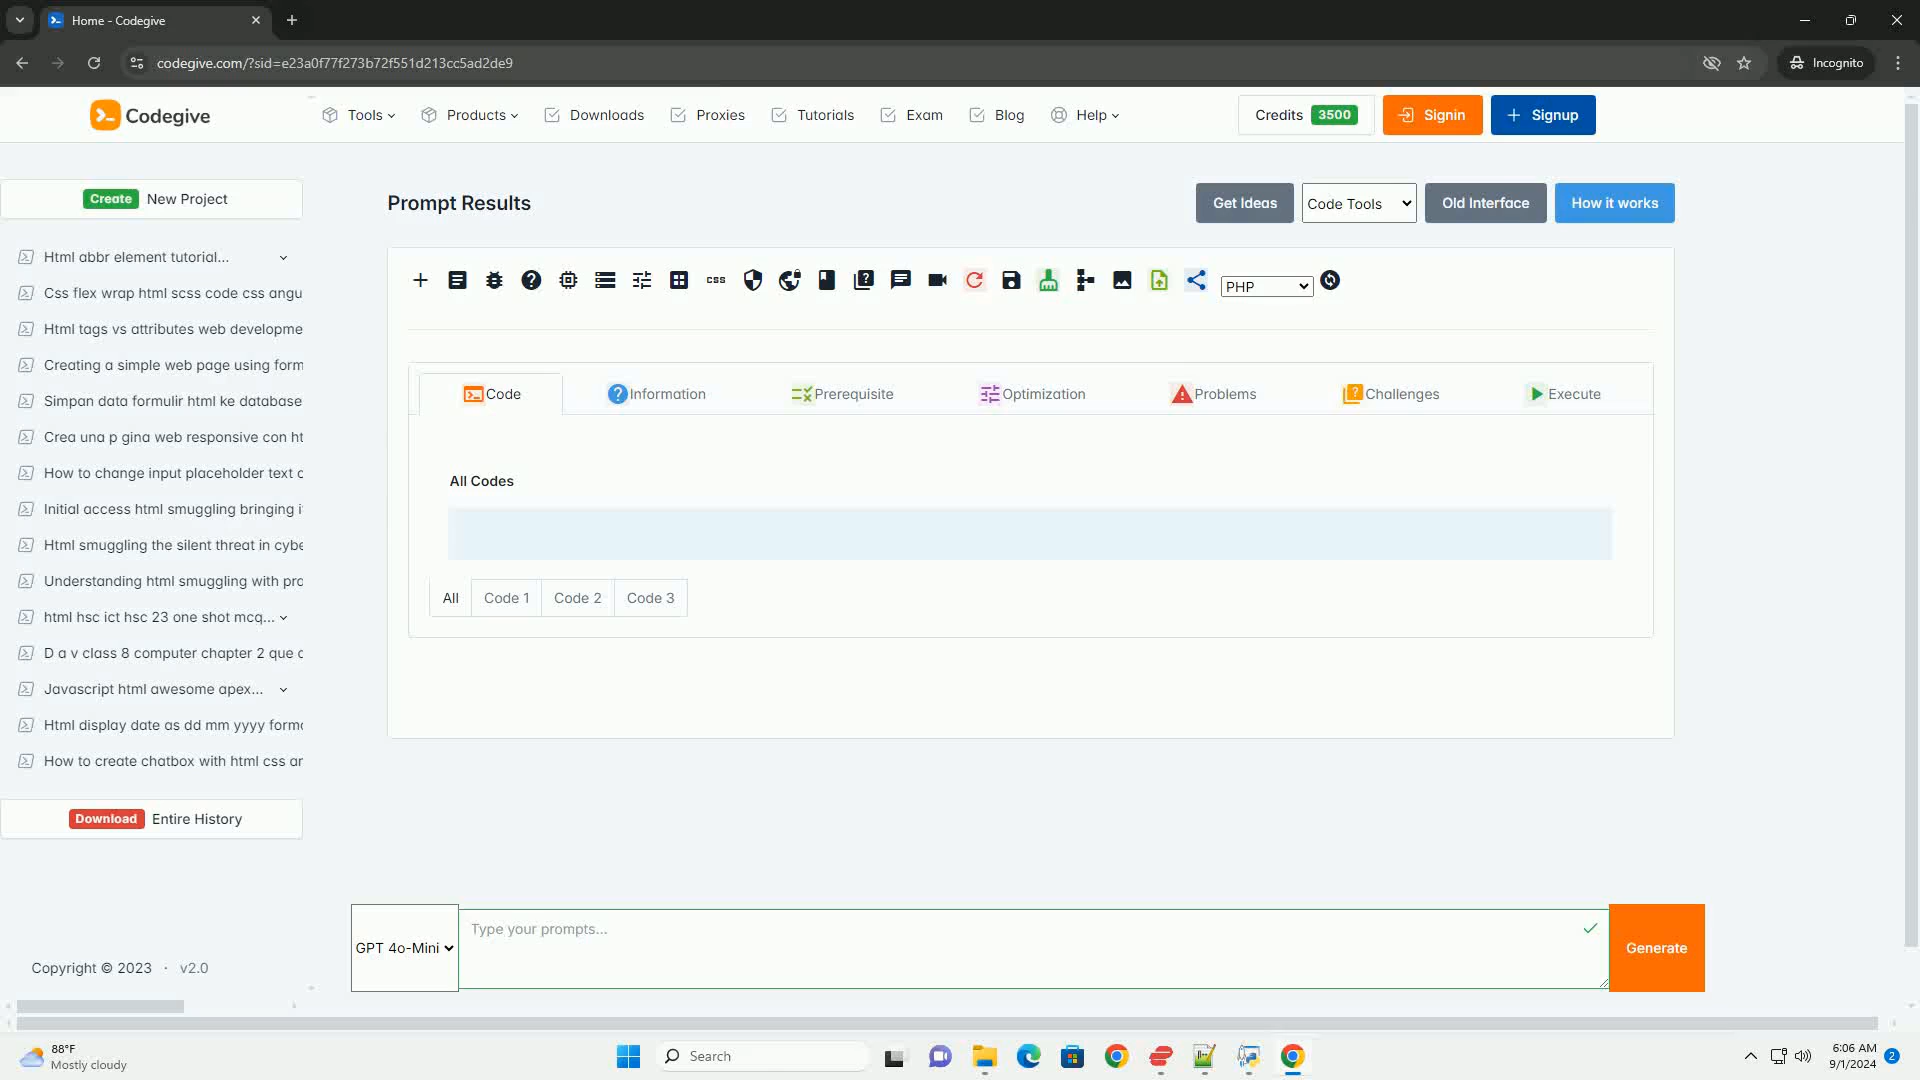 Home - Codegive
codegive.com/?sid=e23a0f77f273b72f551d213cc5ad2de9
Incognito
Codegive
Tools
Products
Downloads
Proxies
Tutorials
Exam
Blog
Help
Credits 3500
Signin
Signup
Create New Project
Html abbr element tutorial...
Css flex wrap html scss code css angu
Html tags vs attributes web developme
Creating a simple web page using form
Simpan data formulir html ke database
Crea una p gina web responsive con ht
How to change input placeholder text c
Initial access html smuggling bringing i
Html smuggling the silent threat in cybe
Understanding html smuggling with pra
html hsc ict hsc 23 one shot mcq...
D a v class 8 computer chapter 2 que a
Javascript html awesome apex...
Html display date as dd mm yyyy forma
How to create chatbox with html css an
Download Entire History
Copyright © 2023 · v2.0
Prompt Results
Get Ideas
Code Tools
Old Interface
How it works
css
PHP
Code
Information
Prerequisite
Optimization
Problems
Challenges
Execute
All Codes
All
Code 1
Code 2
Code 3
GPT 4o-Mini
Type your prompts...
Generate
88°F
Mostly cloudy
Search
6:06 AM
9/1/2024
2